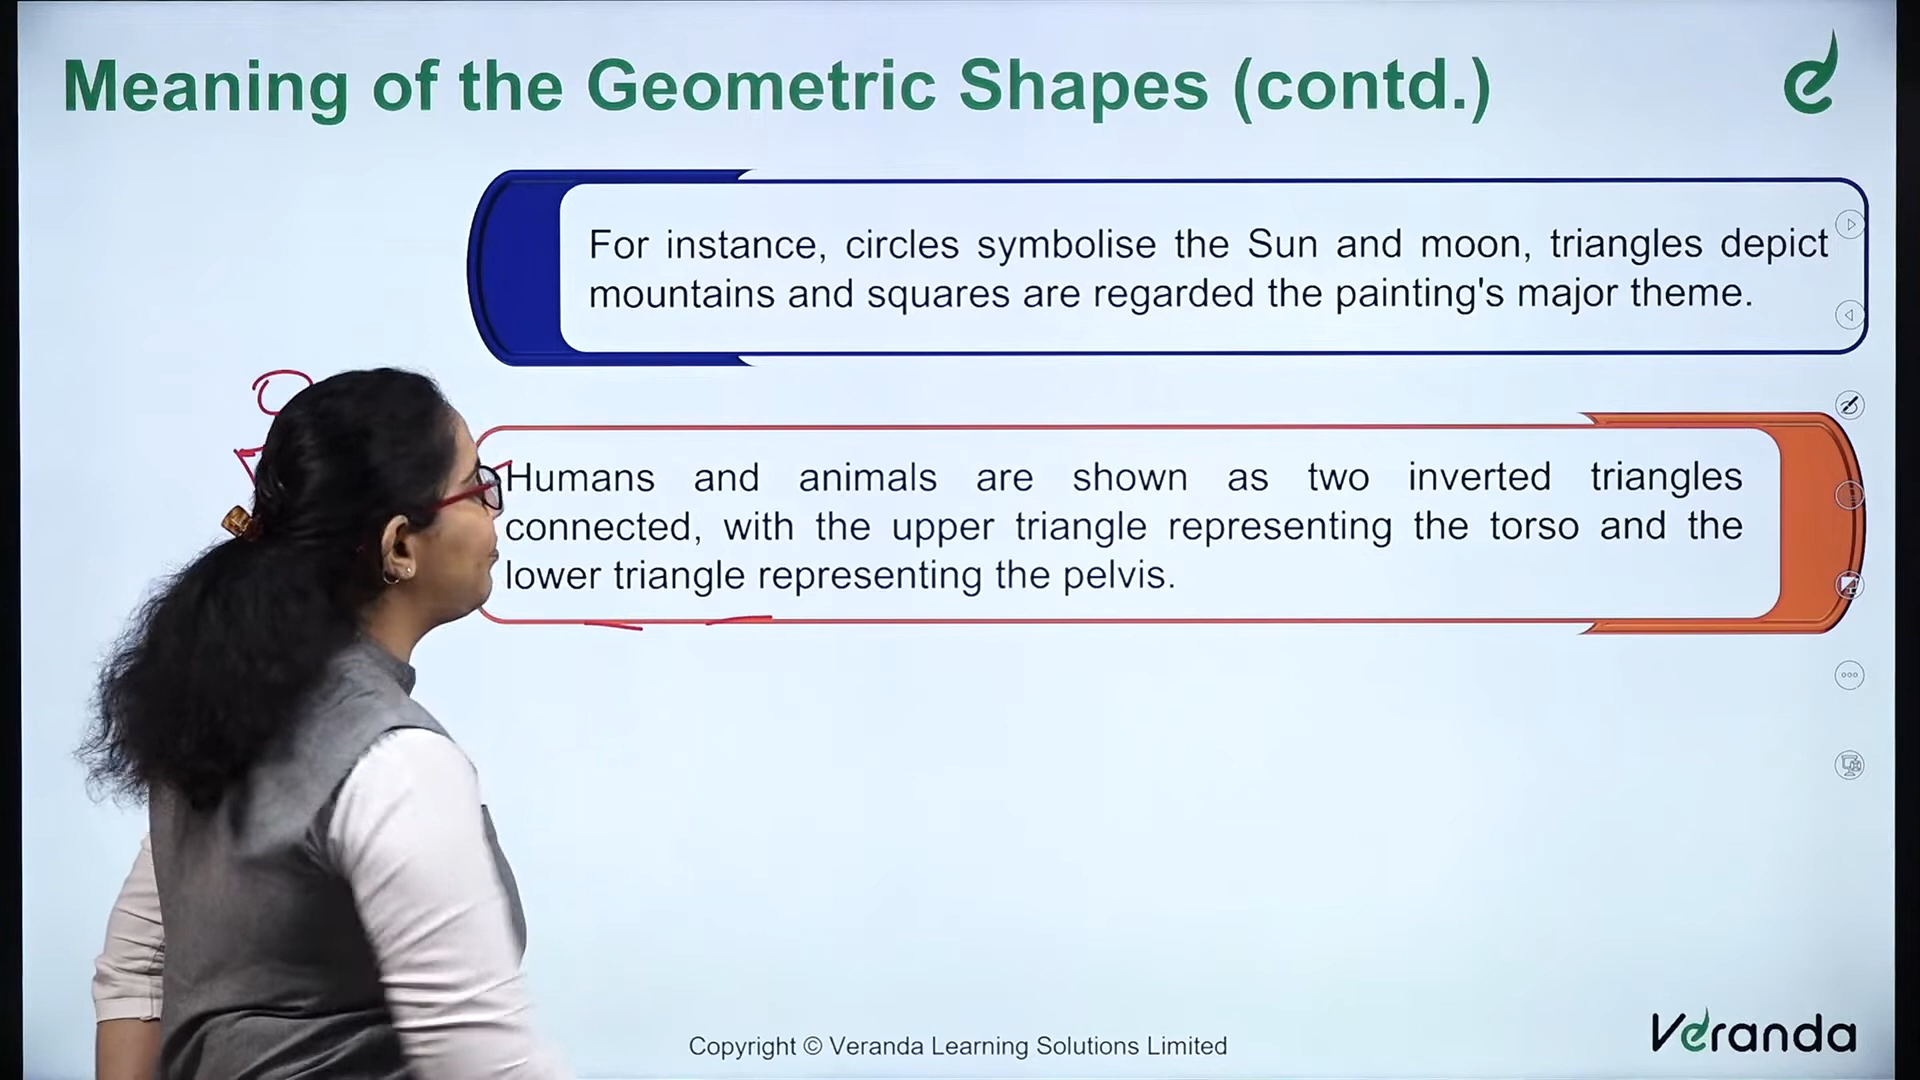 Meaning of the Geometric Shapes (contd.)
For instance, circles symbolise the Sun and moon, triangles depict
mountains and squares are regarded the painting's major theme.
Humans and animals are shown as two inverted triangles
connected, with the upper triangle representing the torso and the
lower triangle representing the pelvis.
Copyright © Veranda Learning Solutions Limited
Veranda